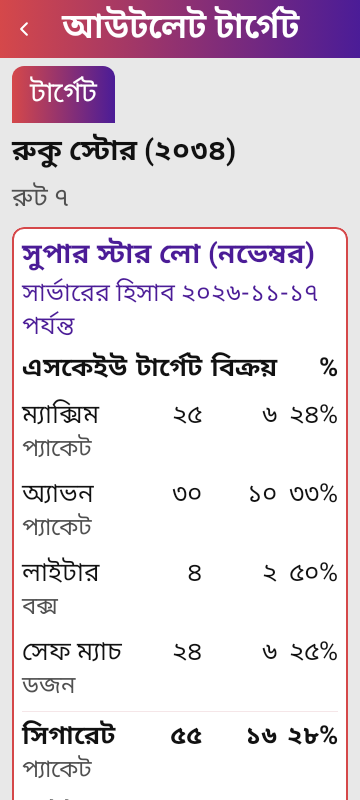 আউটলেট টার্গেট
টার্গেট
রুকু স্টোর (২০৩৪)
রুট ৭
সুপার স্টার লো (নভেম্বর)
সার্ভারের হিসাব ২০২৬-১১-১৭
পর্যন্ত
এসকেইউ টার্গেট বিক্রয় %
ম্যাক্সিম ২৫ ৬ ২৪%
প্যাকেট
অ্যাভন ৩০ ১০ ৩৩%
প্যাকেট
লাইটার ৪ ২ ৫০%
বক্স
সেফ ম্যাচ ২৪ ৬ ২৫%
ডজন
সিগারেট ৫৫ ১৬ ২৮%
প্যাকেট